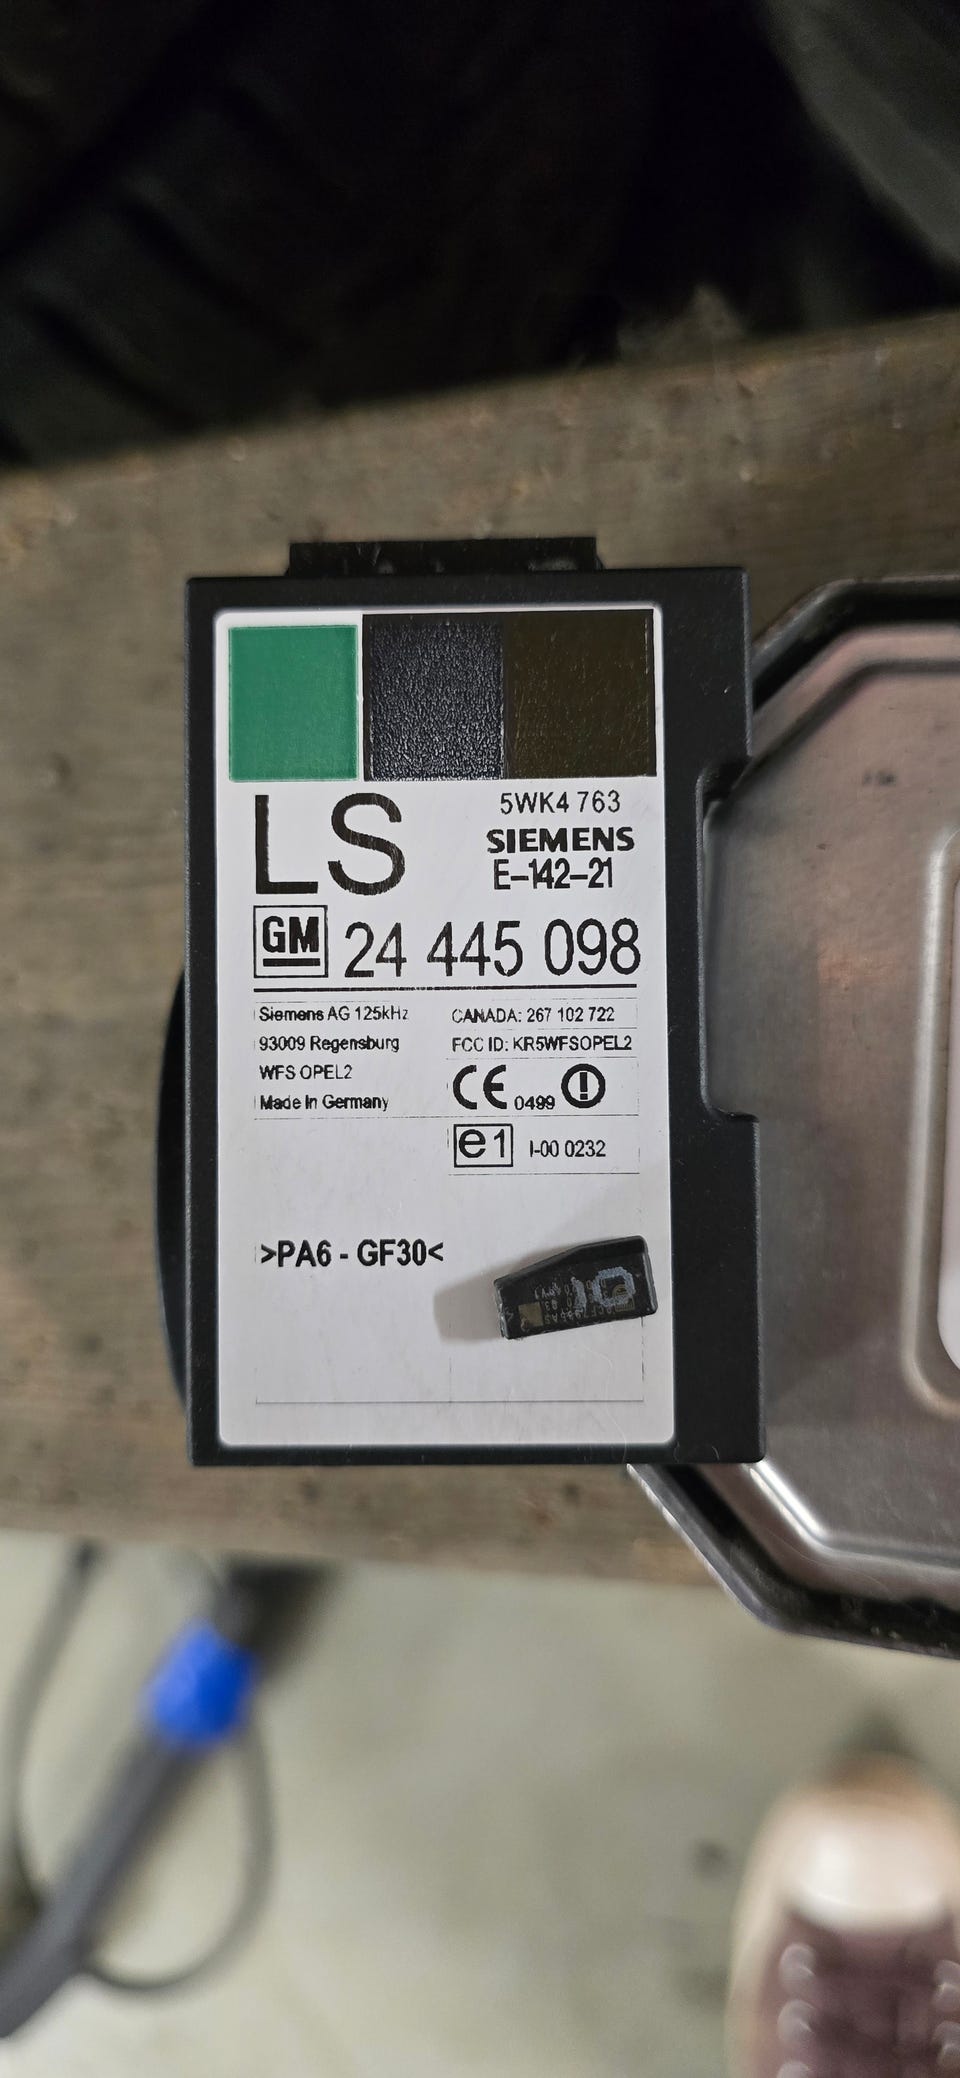 5WK4 763
SIEMENS
E-142-21
LS
GM 24 445 098
Siemens AG 125kHz
93009 Regensburg
WFS OPEL2
Made In Germany
CANADA: 267 102 722
FCC ID: KR5WFSOPEL2
CE 0499
e1 I-00 0232
>PA6 - GF30<